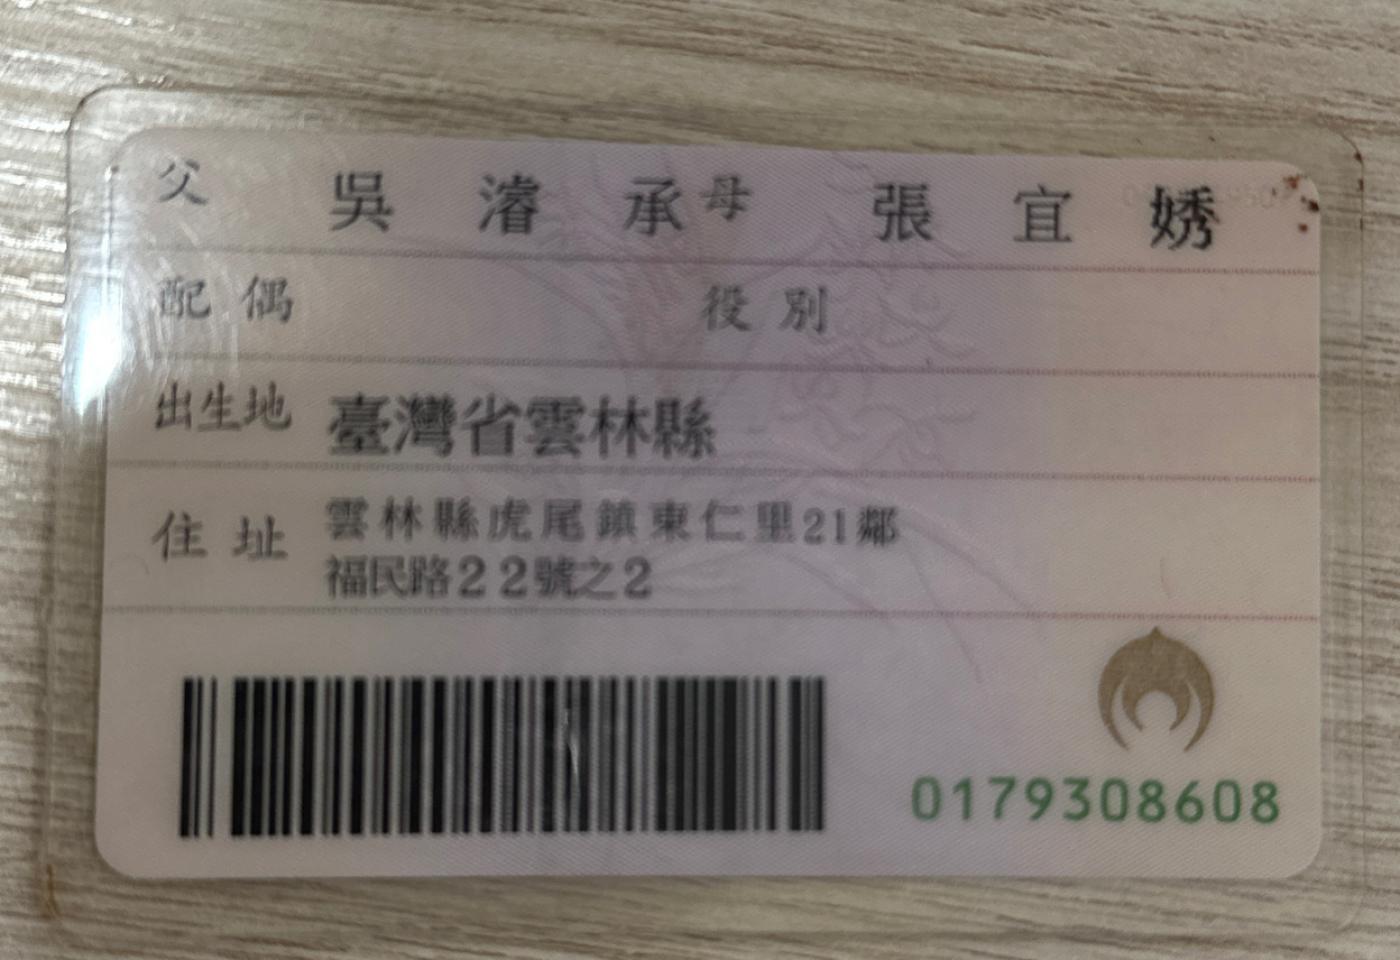 父 吳濬承 母 張宜嫎
配偶 役別
出生地 臺灣省雲林縣
住址 雲林縣虎尾鎮東仁里21鄰
福民路22號之2
0179308608